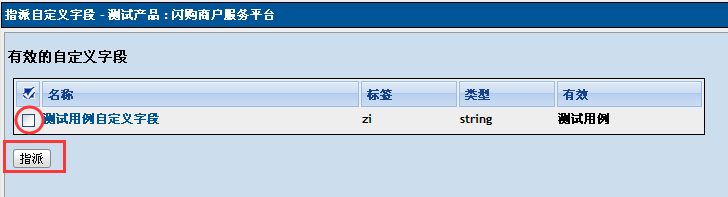 指派自定义字段 - 测试产品 : 闪购商户服务平台
有效的自定义字段
名称 标签 类型 有效
测试用例自定义字段 zi string 测试用例
指派